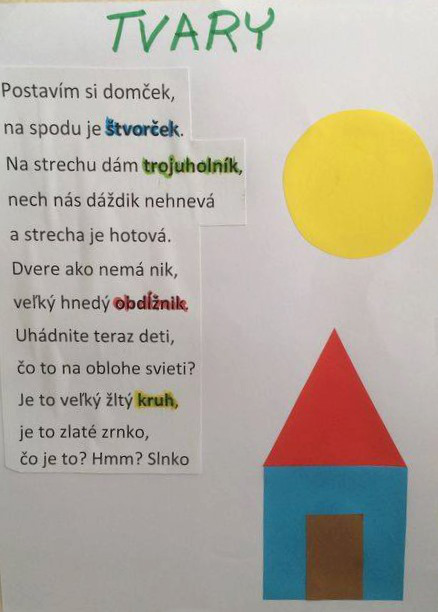 TVARY
Postavím si domček,
na spodu je štvorček.
Na strechu dám trojuholník,
nech nás dáždik nehnevá
a strecha je hotová.
Dvere ako nemá nik,
veľký hnedý obdĺžnik.
Uhádnite teraz deti,
čo to na oblohe svieti?
Je to veľký žltý kruh,
je to zlaté zrnko,
čo je to? Hmm? Slnko